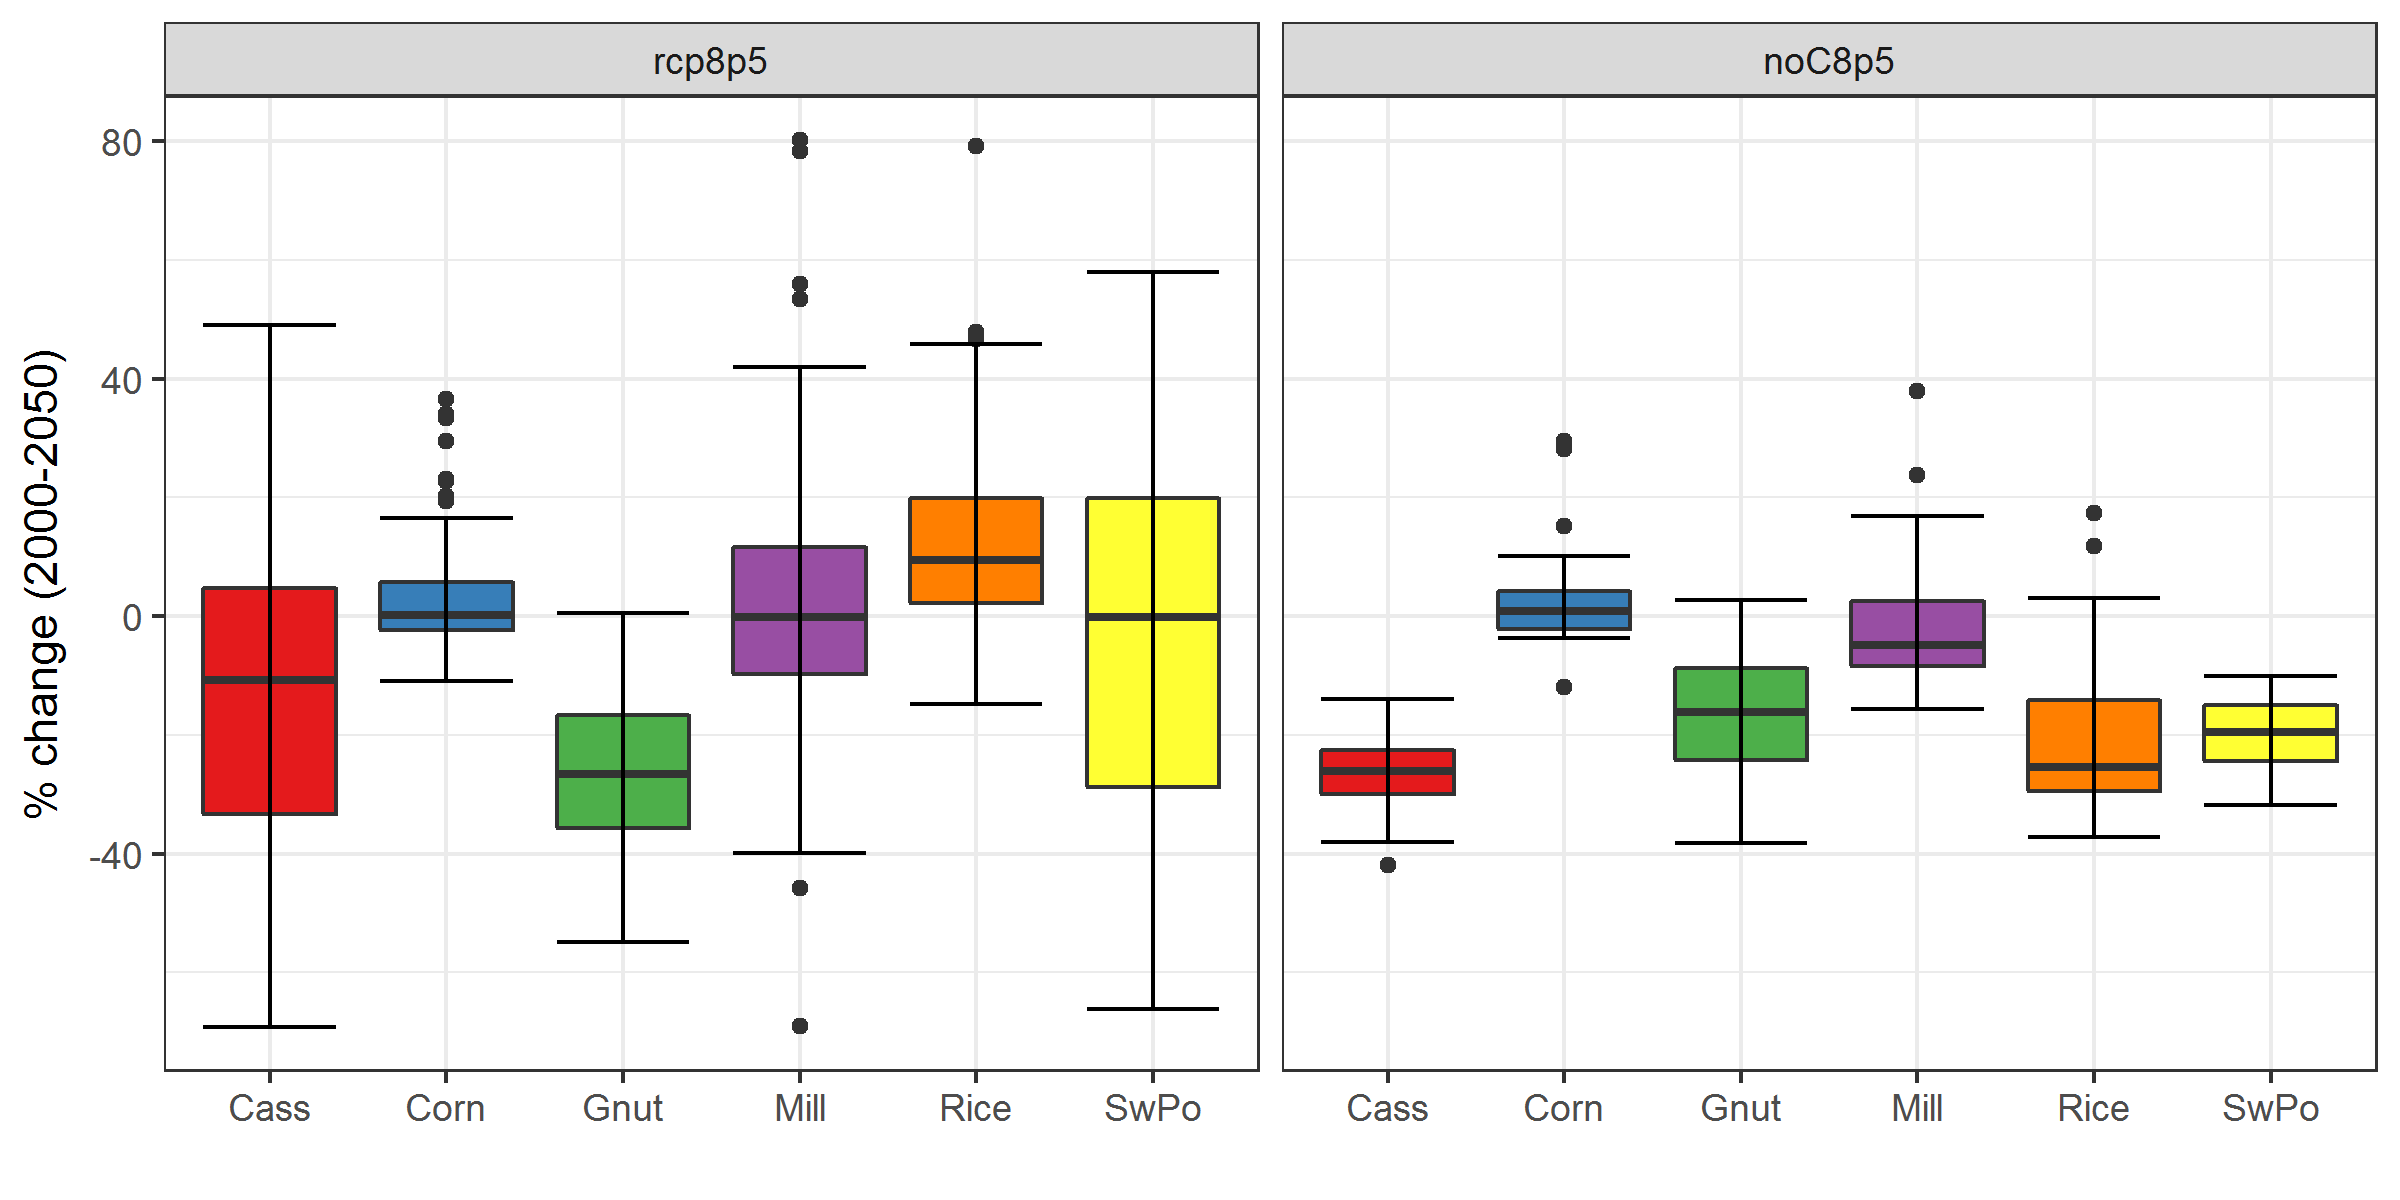 rcp8p5
noC8p5
% change (2000-2050)
80
40
0
-40
Cass Corn Gnut Mill Rice SwPo
Cass Corn Gnut Mill Rice SwPo